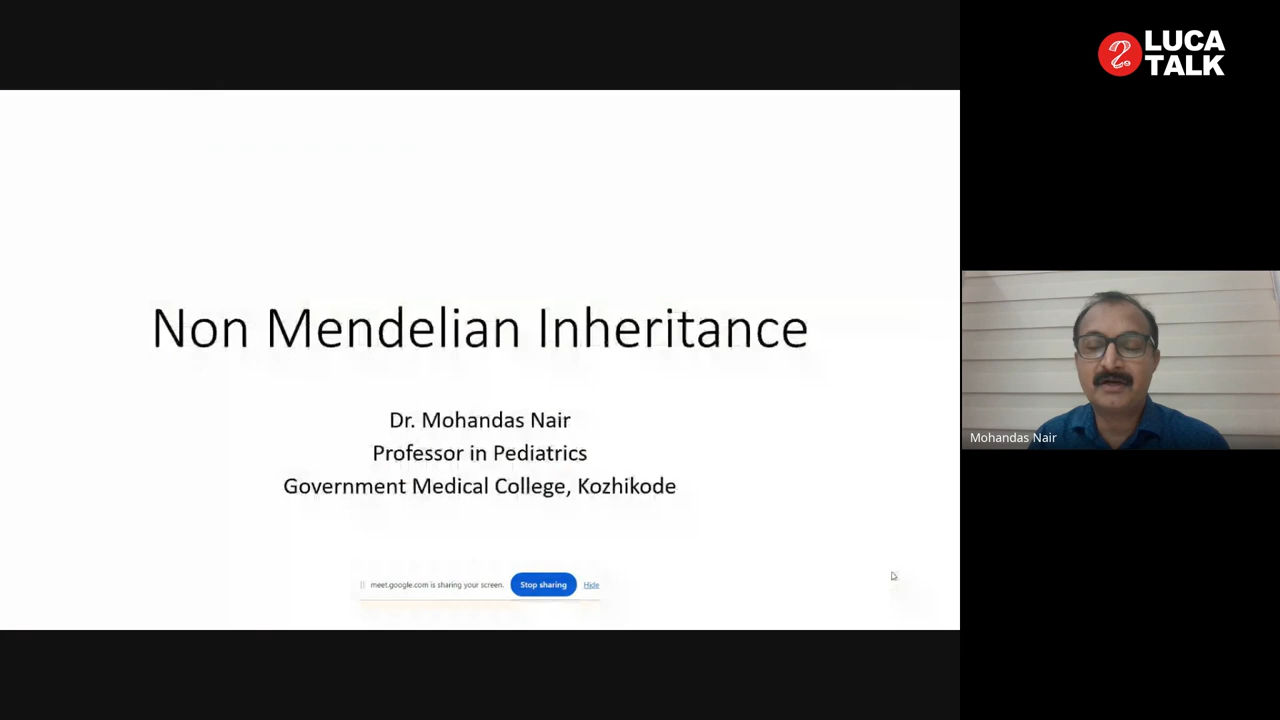 LUCA
TALK
Non Mendelian Inheritance
Dr. Mohandas Nair
Professor in Pediatrics
Government Medical College, Kozhikode
Mohandas Nair
meet.google.com is sharing your screen. Stop sharing Hide